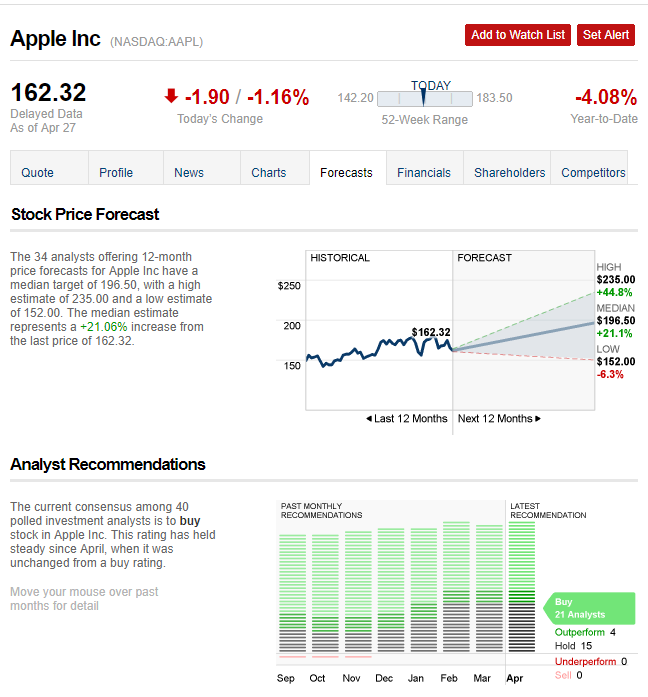 Apple Inc (NASDAQ:AAPL)
Add to Watch List
Set Alert
162.32
Delayed Data
As of Apr 27
-1.90 / -1.16%
Today's Change
TODAY
142.20
183.50
52-Week Range
-4.08%
Year-to-Date
Quote
Profile
News
Charts
Forecasts
Financials
Shareholders
Competitors
Stock Price Forecast
The 34 analysts offering 12-month
price forecasts for Apple Inc have a
median target of 196.50, with a high
estimate of 235.00 and a low estimate
of 152.00. The median estimate
represents a +21.06% increase from
the last price of 162.32.
HISTORICAL
FORECAST
$250
200
150
$162.32
HIGH
$235.00
+44.8%
MEDIAN
$196.50
+21.1%
LOW
$152.00
-6.3%
Last 12 Months
Next 12 Months
Analyst Recommendations
The current consensus among 40
polled investment analysts is to buy
stock in Apple Inc. This rating has held
steady since April, when it was
unchanged from a buy rating.
Move your mouse over past
months for detail
PAST MONTHLY
RECOMMENDATIONS
LATEST
RECOMMENDATION
Buy
21 Analysts
Outperform 4
Hold 15
Underperform 0
Sell 0
Sep
Oct
Nov
Dec
Jan
Feb
Mar
Apr